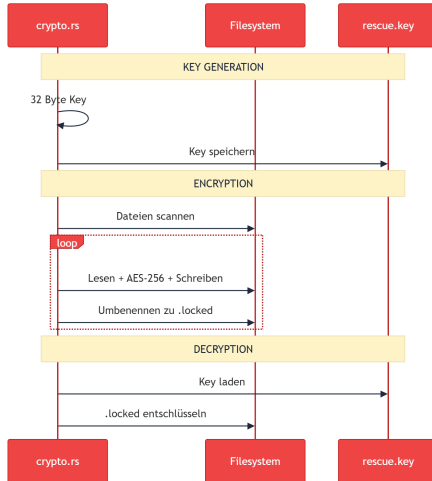 crypto.rs Filesystem rescue.key
KEY GENERATION
32 Byte Key
Key speichern
ENCRYPTION
Dateien scannen
loop
Lesen + AES-256 + Schreiben
Umbenennen zu .locked
DECRYPTION
Key laden
.locked entschlüsseln
crypto.rs Filesystem rescue.key